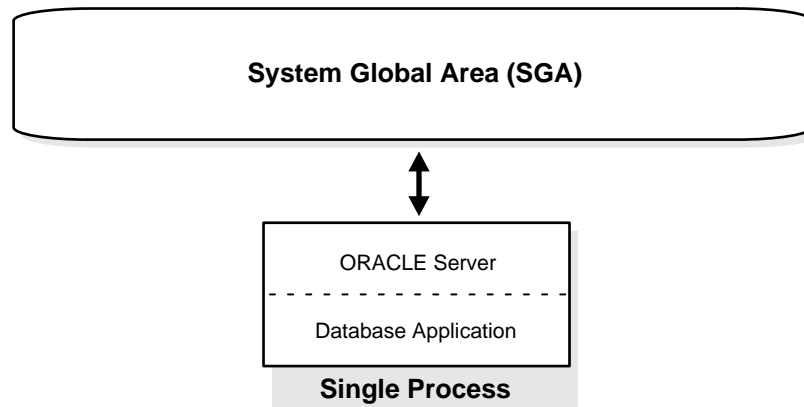 System Global Area (SGA)
ORACLE Server
Database Application
Single Process